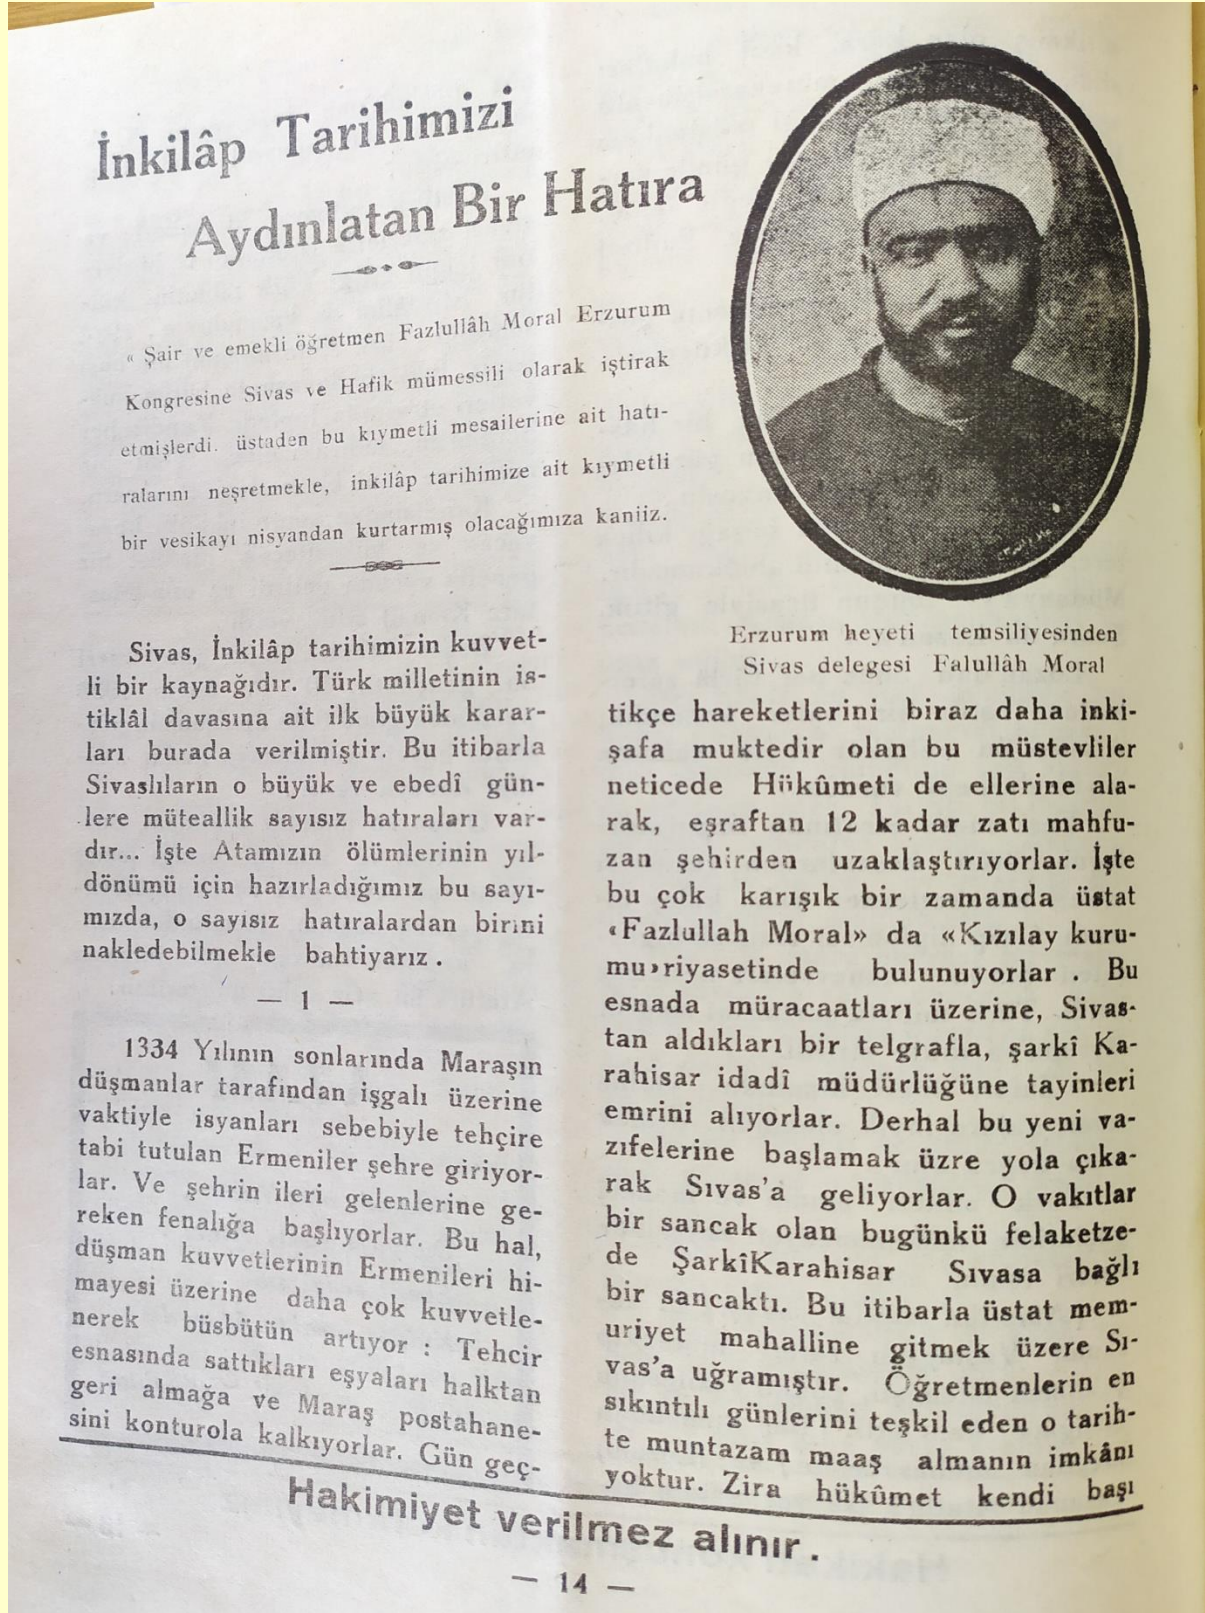 İnkilâp Tarihimizi
Aydınlatan Bir Hatıra
« Şair ve emekli öğretmen Fazlullâh Moral Erzurum
Kongresine Sivas ve Hafik mümessili olarak iştirak
etmişlerdi. üstaden bu kıymetli mesailerine ait hatı-
ralarını neşretmekle, inkilâp tarihimize ait kıymetli
bir vesikayı nisyandan kurtarmış olacağımıza kaniiz.
Erzurum heyeti temsiliyesinden
Sivas delegesi Falullâh Moral
Sivas, İnkilâp tarihimizin kuvvet-
li bir kaynağıdır. Türk milletinin is-
tiklâl davasına ait ilk büyük karar-
ları burada verilmiştir. Bu itibarla
Sivaslıların o büyük ve ebedî gün-
lere müteallik sayısız hatıraları var-
dır... İşte Atamızın ölümlerinin yıl-
dönümü için hazırladığımız bu sayı-
mızda, o sayısız hatıralardan birini
nakledebilmekle bahtiyarız .
— 1 —
1334 Yılının sonlarında Maraşın
düşmanlar tarafından işgalı üzerine
vaktiyle isyanları sebebiyle tehçire
tabi tutulan Ermeniler şehre giriyor-
lar. Ve şehrin ileri gelenlerine ge-
reken fenalığa başlıyorlar. Bu hal,
düşman kuvvetlerinin Ermenileri hi-
mayesi üzerine daha çok kuvvetle-
nerek büsbütün artıyor : Tehcir
esnasında sattıkları eşyaları halktan
geri almağa ve Maraş postahane-
sini konturola kalkıyorlar. Gün geç-
tikçe hareketlerini biraz daha inki-
şafa muktedir olan bu müstevliler
neticede Hükûmeti de ellerine ala-
rak, eşraftan 12 kadar zatı mahfu-
zan şehirden uzaklaştırıyorlar. İşte
bu çok karışık bir zamanda üstat
«Fazlullah Moral» da «Kızılay kuru-
mu»riyasetinde bulunuyorlar . Bu
esnada müracaatları üzerine, Sivas-
tan aldıkları bir telgrafla, şarkî Ka-
rahisar idadî müdürlüğüne tayinleri
emrini alıyorlar. Derhal bu yeni va-
zıfelerine başlamak üzre yola çıka-
rak Sıvas’a geliyorlar. O vakıtlar
bir sancak olan bugünkü felaketze-
de ŞarkîKarahisar Sıvasa bağlı
bir sancaktı. Bu itibarla üstat mem-
uriyet mahalline gitmek üzere Sı-
vas’a uğramıştır. Öğretmenlerin en
sıkıntılı günlerini teşkil eden o tarih-
te muntazam maaş almanın imkânı
yoktur. Zira hükûmet kendi başı
Hakimiyet verilmez alınır .
— 14 —